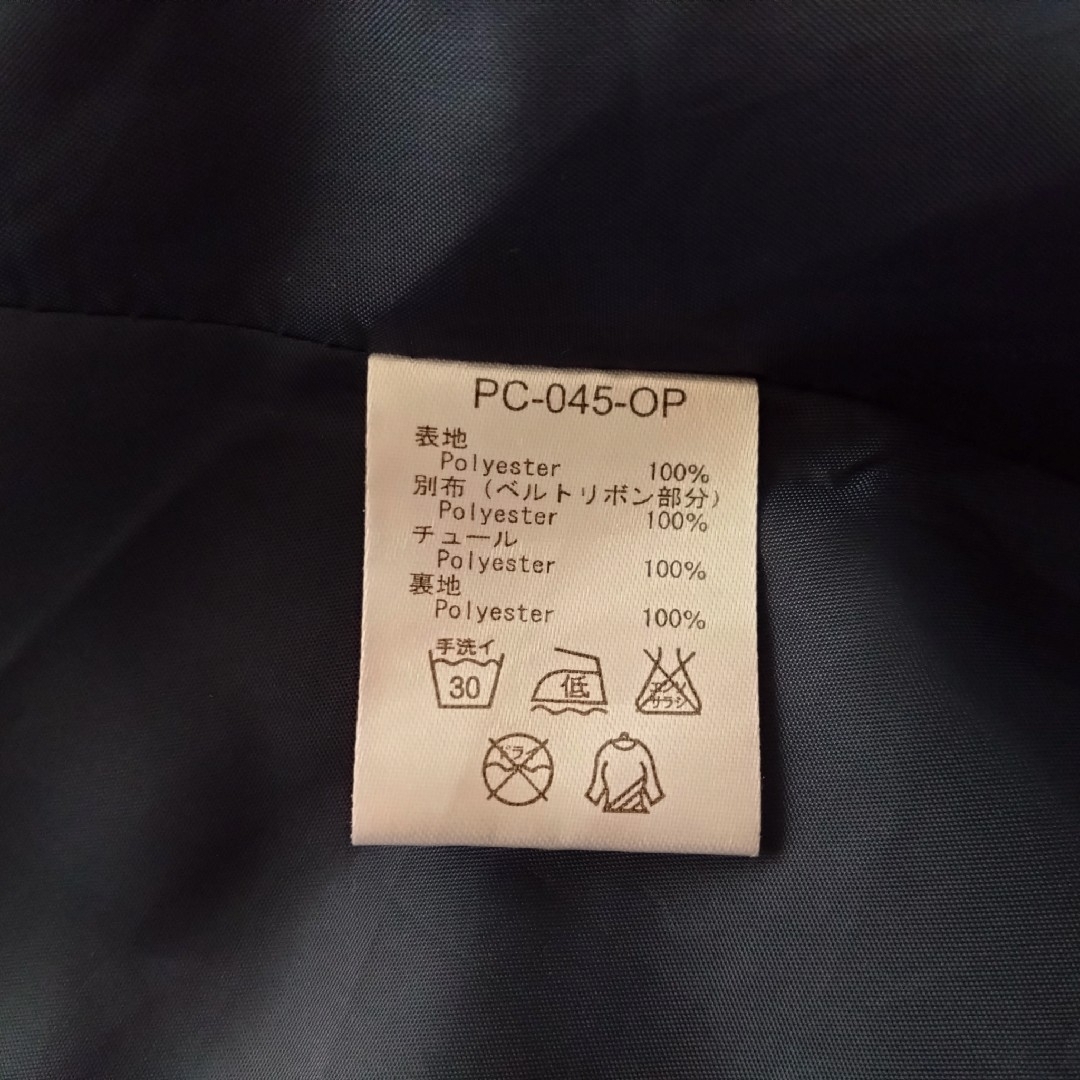 PC-045-OP
表地
Polyester 100%
別布（ベルトリボン部分）
Polyester 100%
チュール
Polyester 100%
裏地
Polyester 100%
手洗イ
30
低
エンソ
サラシ
ドライ